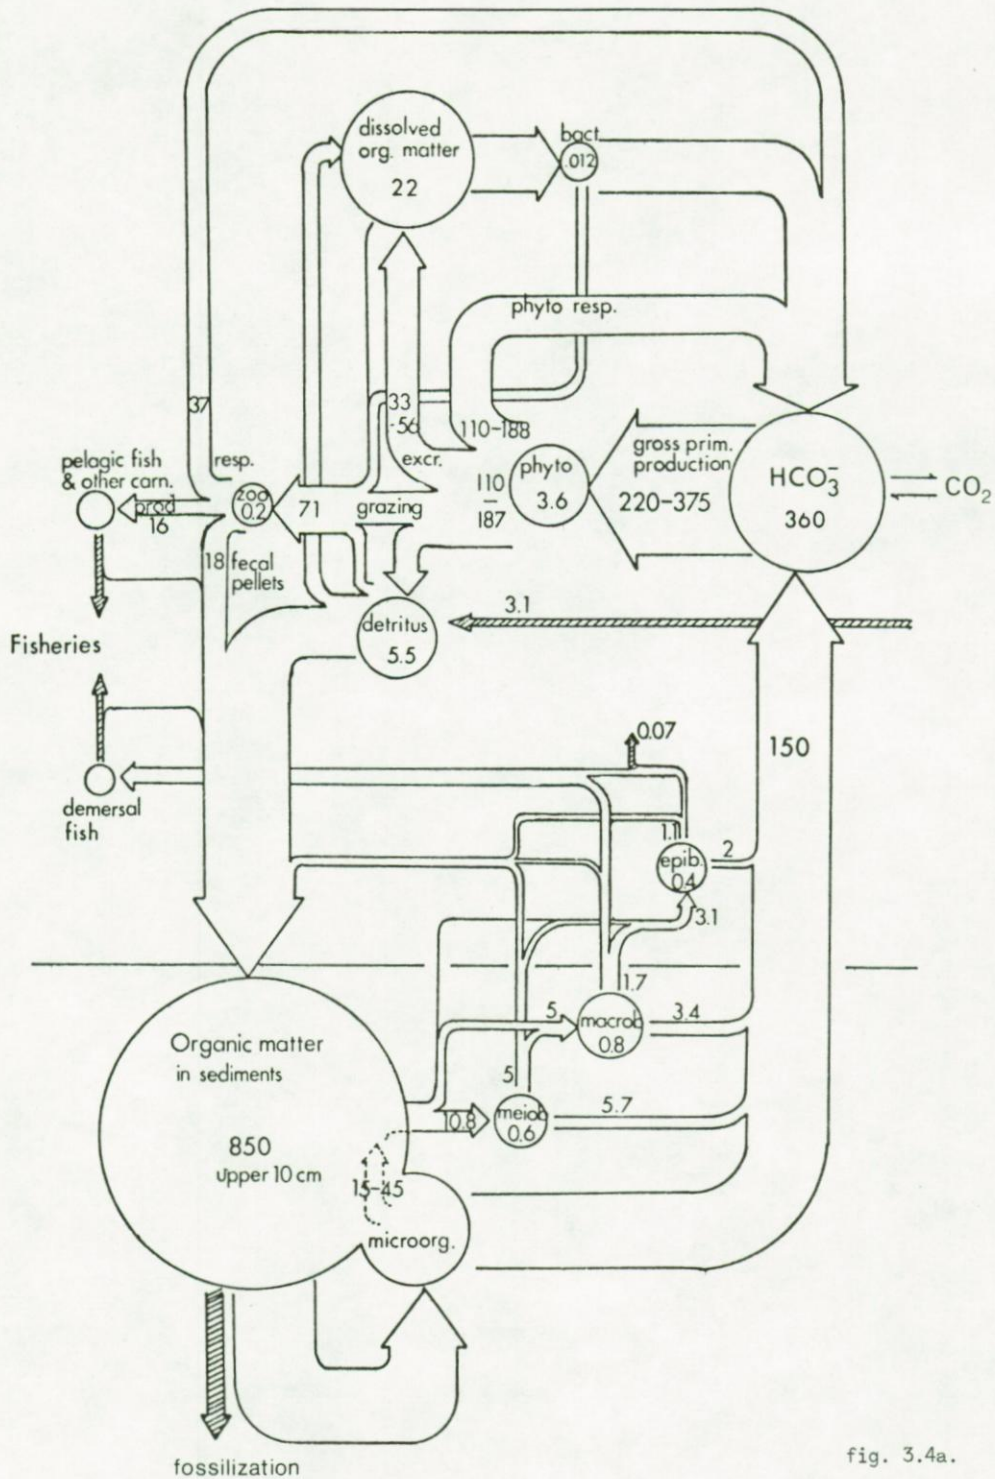 dissolved
org. matter
22
bact.
.012
phyto resp.
37
33
-56
110-188
pelagic fish
& other carn.
resp.
excr.
gross prim.
production
HCO3-
360
CO2
prod
16
zoo
0.2
71
grazing
110
-
187
phyto
3.6
220-375
18 fecal
pellets
3.1
Fisheries
detritus
5.5
0.07
150
demersal
fish
1.1
epib.
0.4
2
3.1
1.7
Organic matter
in sediments
5
macrob
0.8
3.4
5
10.8
meiob
0.6
5.7
850
upper 10 cm
15-45
microorg.
fossilization
fig. 3.4a.